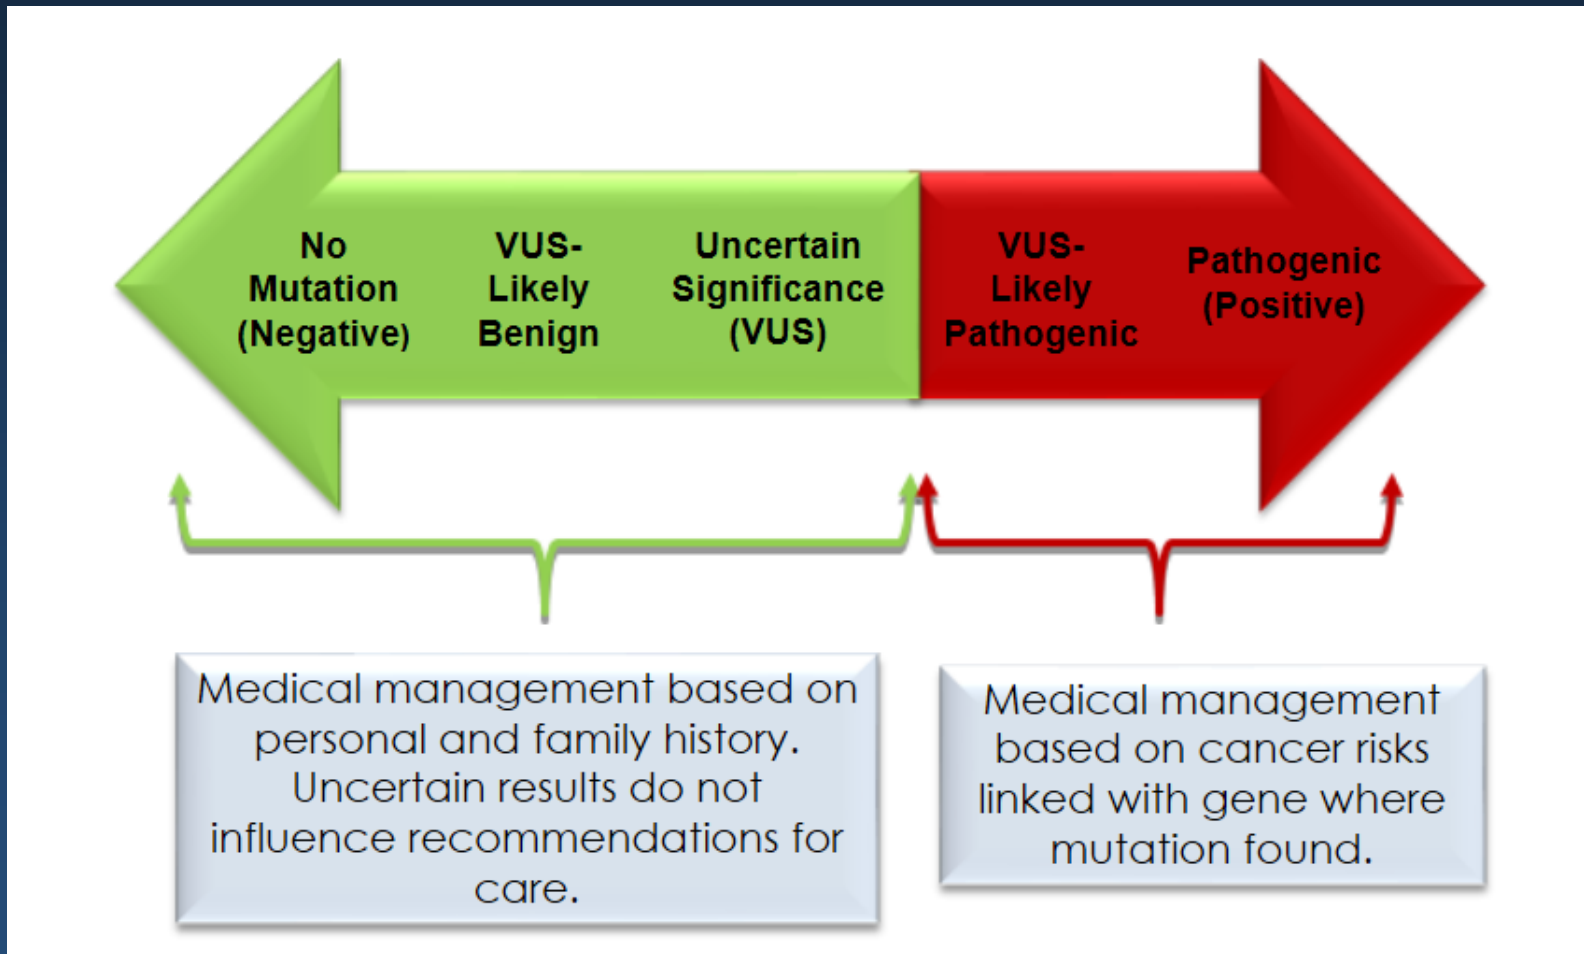 No
Mutation
(Negative)
VUS-
Likely
Benign
Uncertain
Significance
(VUS)
VUS-
Likely
Pathogenic
Pathogenic
(Positive)
Medical management based on
personal and family history.
Uncertain results do not
influence recommendations for
care.
Medical management
based on cancer risks
linked with gene where
mutation found.